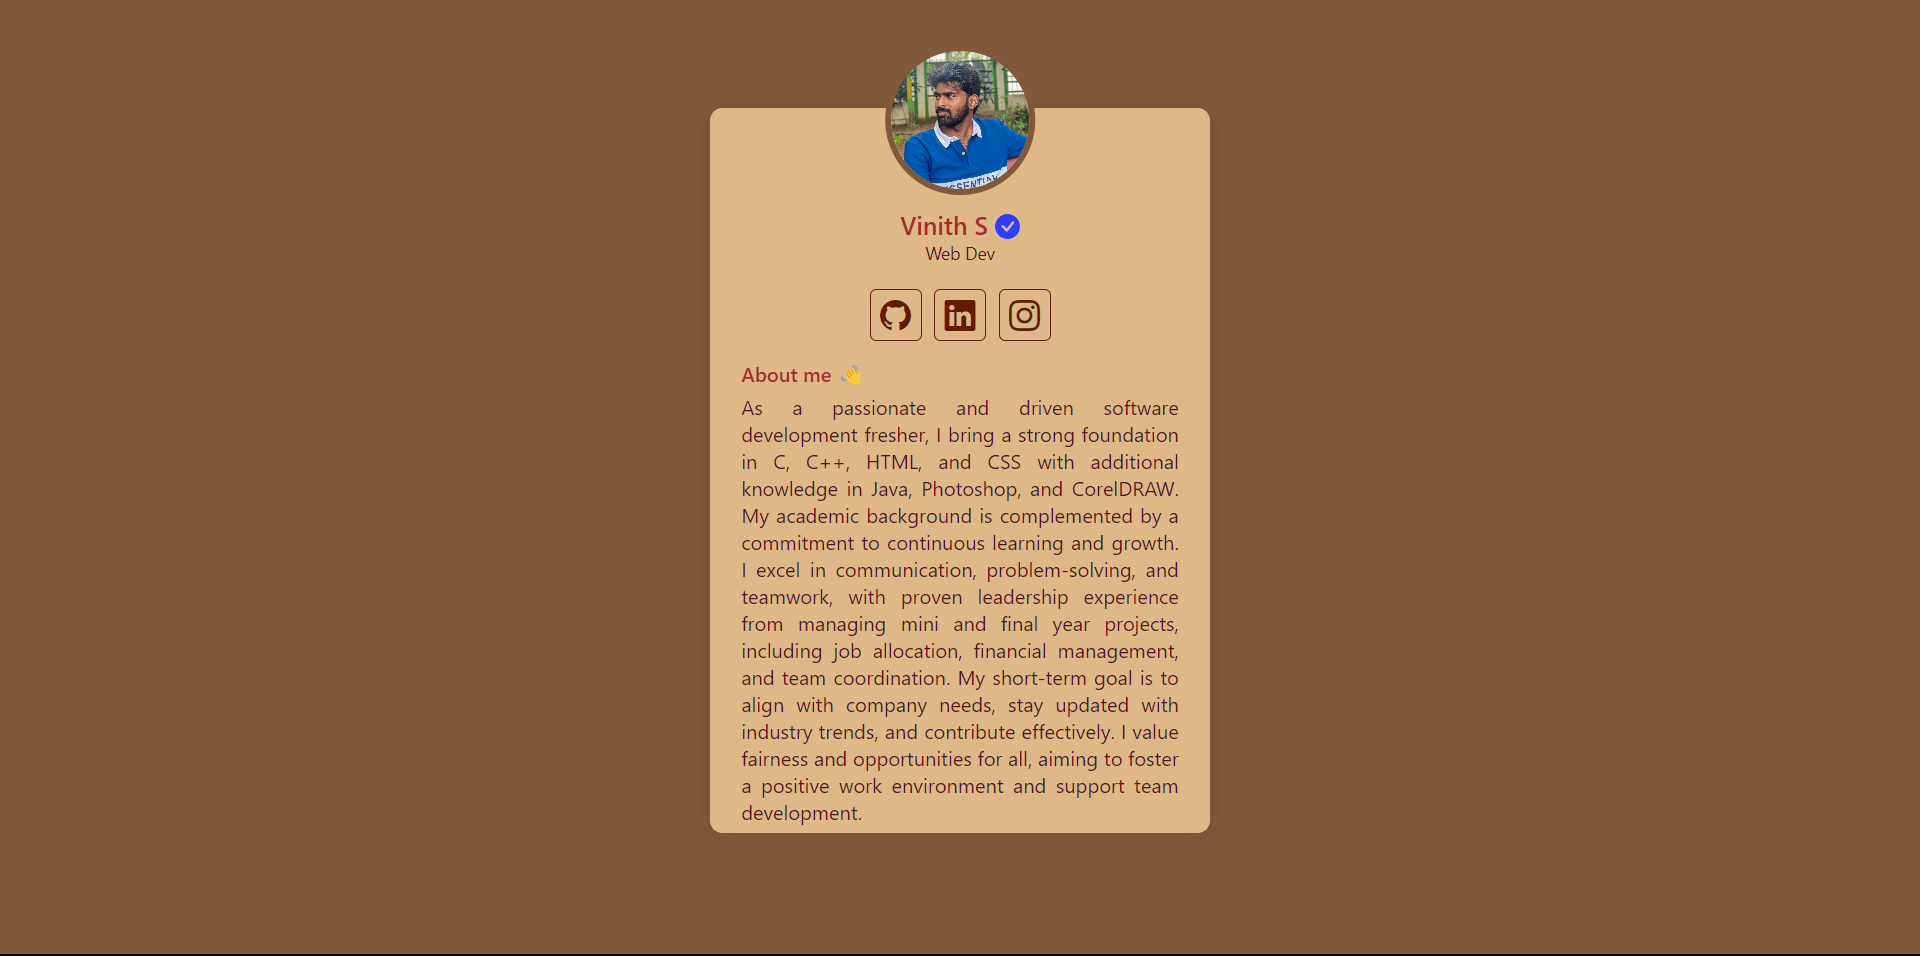 Vinith S
Web Dev
in
About me 👋
As a passionate and driven software
development fresher, I bring a strong foundation
in C, C++, HTML, and CSS with additional
knowledge in Java, Photoshop, and CorelDRAW.
My academic background is complemented by a
commitment to continuous learning and growth.
I excel in communication, problem-solving, and
teamwork, with proven leadership experience
from managing mini and final year projects,
including job allocation, financial management,
and team coordination. My short-term goal is to
align with company needs, stay updated with
industry trends, and contribute effectively. I value
fairness and opportunities for all, aiming to foster
a positive work environment and support team
development.